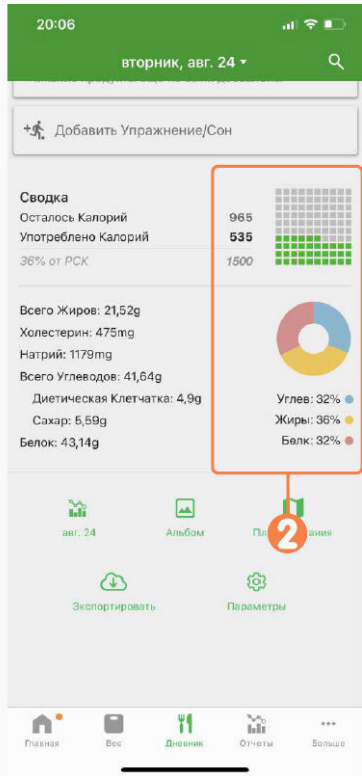 20:06
вторник, авг. 24
Добавить Упражнение/Сон
Сводка
Осталось Калорий 965
Употреблено Калорий 535
36% от РСК 1500
Всего Жиров: 21,52g
Холестерин: 475mg
Натрий: 1179mg
Всего Углеводов: 41,64g
Диетическая Клетчатка: 4,9g
Сахар: 5,59g
Белок: 43,14g
Углев: 32%
Жиры: 36%
Белк: 32%
2
авг. 24 Альбом
Экспортировать Параметры
Главная Вес Дневник Отчеты Больше